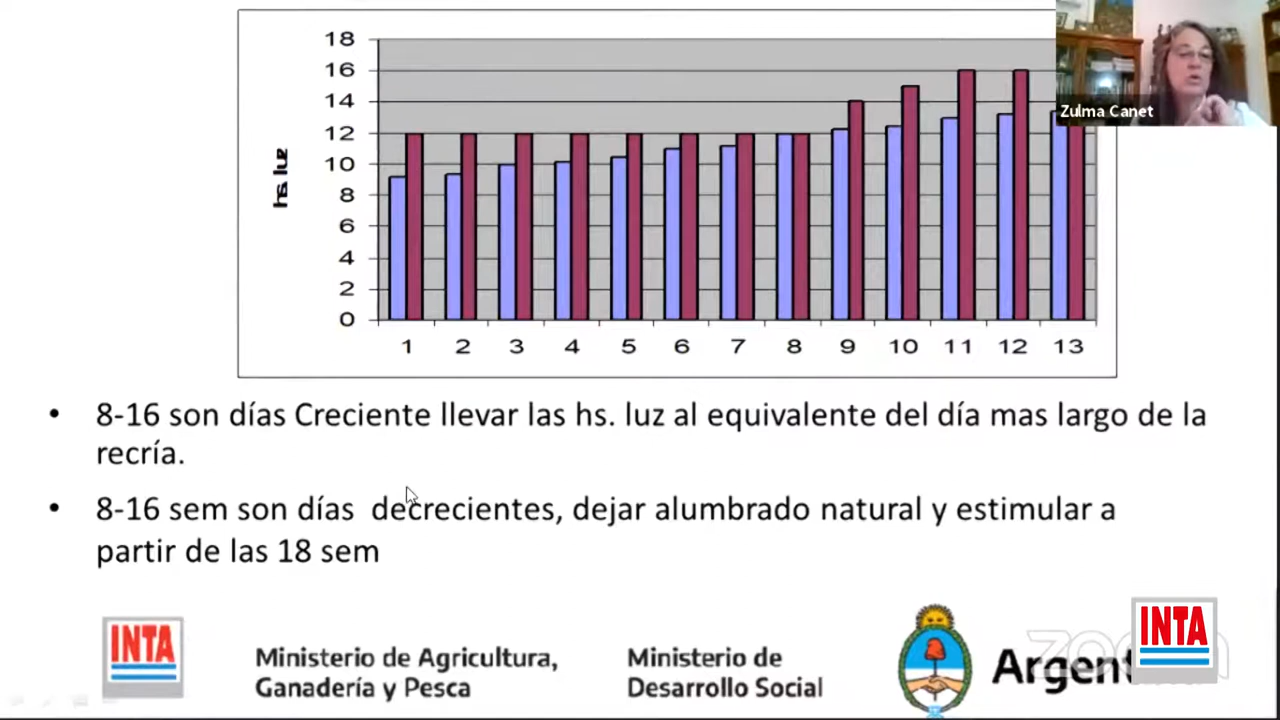 18
16
14
12
10
8
6
4
2
0
hs luz
1 2 3 4 5 6 7 8 9 10 11 12 13
Zulma Canet
• 8-16 son días Creciente llevar las hs. luz al equivalente del día mas largo de la
recría.
• 8-16 sem son días decrecientes, dejar alumbrado natural y estimular a
partir de las 18 sem
INTA
Ministerio de Agricultura,
Ganadería y Pesca
Ministerio de
Desarrollo Social
Argent
zoom
INTA